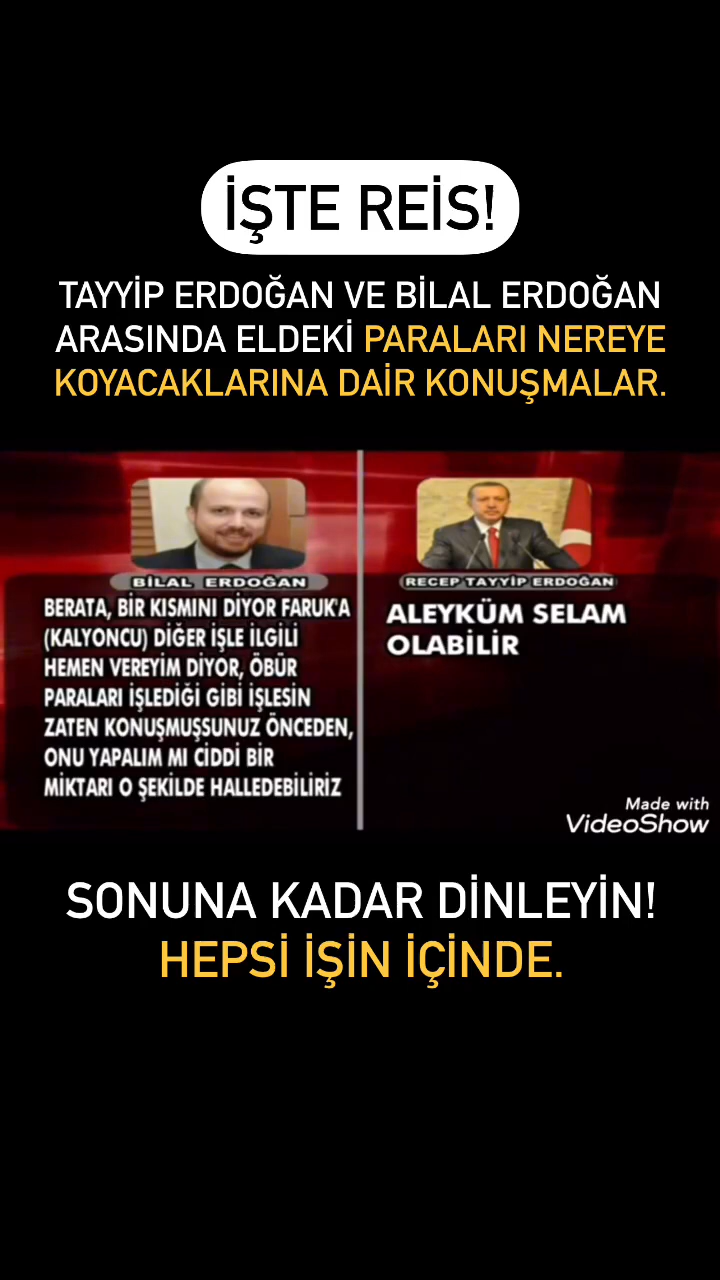 İŞTE REİS!
TAYYİP ERDOĞAN VE BİLAL ERDOĞAN
ARASINDA ELDEKİ PARALARI NEREYE
KOYACAKLARINA DAİR KONUŞMALAR.
BİLAL ERDOĞAN
BERATA, BİR KISMINI DİYOR FARUK'A
(KALYONCU) DİĞER İŞLE İLGİLİ
HEMEN VEREYİM DİYOR, ÖBÜR
PARALARI İŞLEDİĞİ GİBİ İŞLESİN
ZATEN KONUŞMUŞSUNUZ ÖNCEDEN,
ONU YAPALIM MI CİDDİ BİR
MİKTARI O ŞEKİLDE HALLEDEBİLİRİZ
RECEP TAYYİP ERDOĞAN
ALEYKÜM SELAM
OLABİLİR
Made with
VideoShow
SONUNA KADAR DİNLEYİN!
HEPSİ İŞİN İÇİNDE.